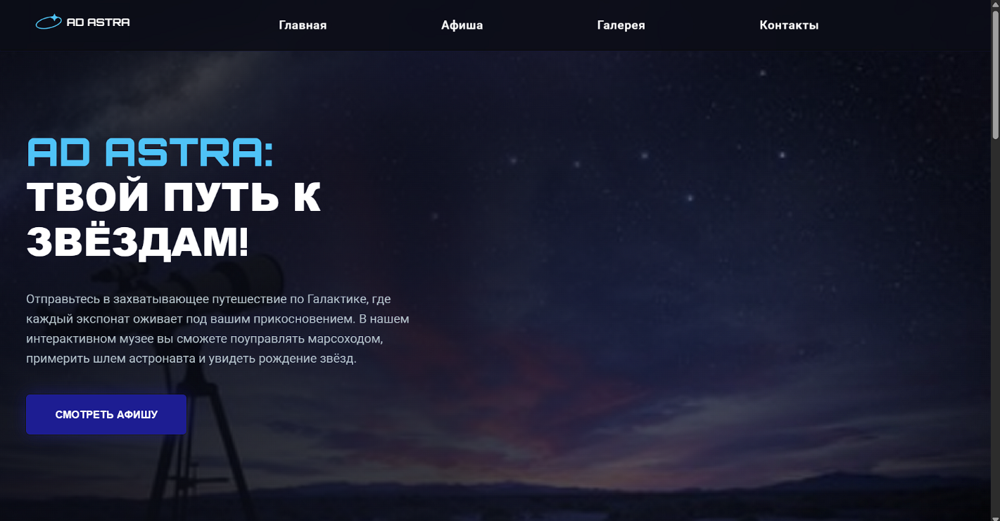 AD ASTRA
Главная
Афиша
Галерея
Контакты
AD ASTRA:
ТВОЙ ПУТЬ К
ЗВЁЗДАМ!
Отправьтесь в захватывающее путешествие по Галактике, где
каждый экспонат оживает под вашим прикосновением. В нашем
интерактивном музее вы сможете поуправлять марсоходом,
примерить шлем астронавта и увидеть рождение звёзд.
СМОТРЕТЬ АФИШУ